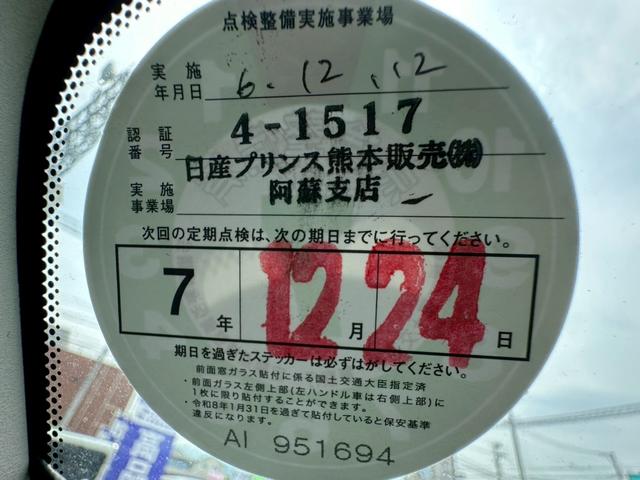 点検整備実施事業場
実施
年月日
6. 12. 12
認証
番号
4-1517
日産プリンス熊本販売㈱
阿蘇支店
実施
事業場
次回の定期点検は、次の期日までに行ってください。
7年 12月 24日
期日を過ぎたステッカーは必ずはがしてください。
前面窓ガラス貼付に係る国土交通大臣指定済
・前面ガラス左側上部(左ハンドル車は右側上部)に
1枚に限り貼付することができます。
・令和8年1月31日を過ぎて貼付していると保安基準
違反になります。
AI 951694